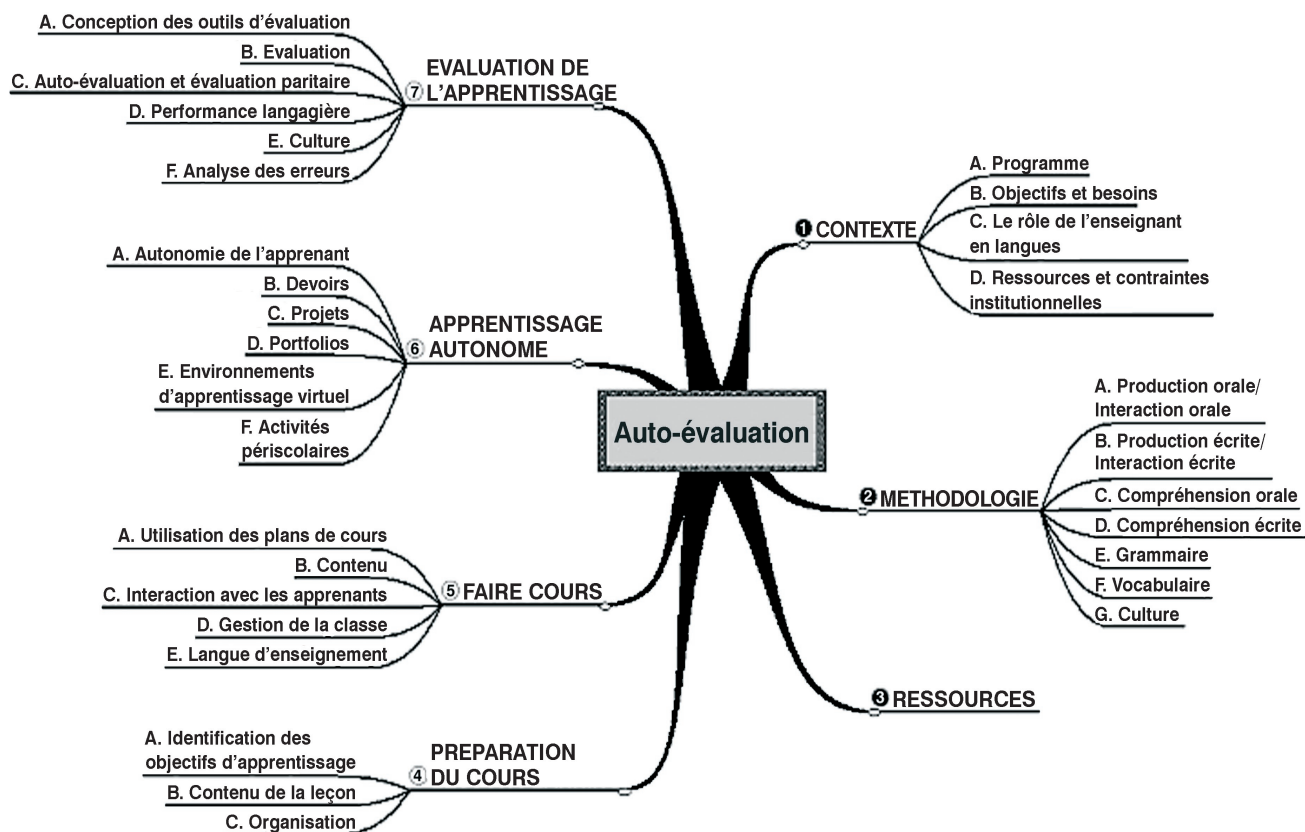 Auto-évaluation
❶ CONTEXTE
A. Programme
B. Objectifs et besoins
C. Le rôle de l’enseignant
en langues
D. Ressources et contraintes
institutionnelles
❷ METHODOLOGIE
A. Production orale/
Interaction orale
B. Production écrite/
Interaction écrite
C. Compréhension orale
D. Compréhension écrite
E. Grammaire
F. Vocabulaire
G. Culture
❸ RESSOURCES
④ PREPARATION
DU COURS
A. Identification des
objectifs d’apprentissage
B. Contenu de la leçon
C. Organisation
⑤ FAIRE COURS
A. Utilisation des plans de cours
B. Contenu
C. Interaction avec les apprenants
D. Gestion de la classe
E. Langue d’enseignement
⑥ APPRENTISSAGE
AUTONOME
A. Autonomie de l’apprenant
B. Devoirs
C. Projets
D. Portfolios
E. Environnements
d’apprentissage virtuel
F. Activités
périscolaires
⑦ EVALUATION DE
L’APPRENTISSAGE
A. Conception des outils d’évaluation
B. Evaluation
C. Auto-évaluation et évaluation paritaire
D. Performance langagière
E. Culture
F. Analyse des erreurs